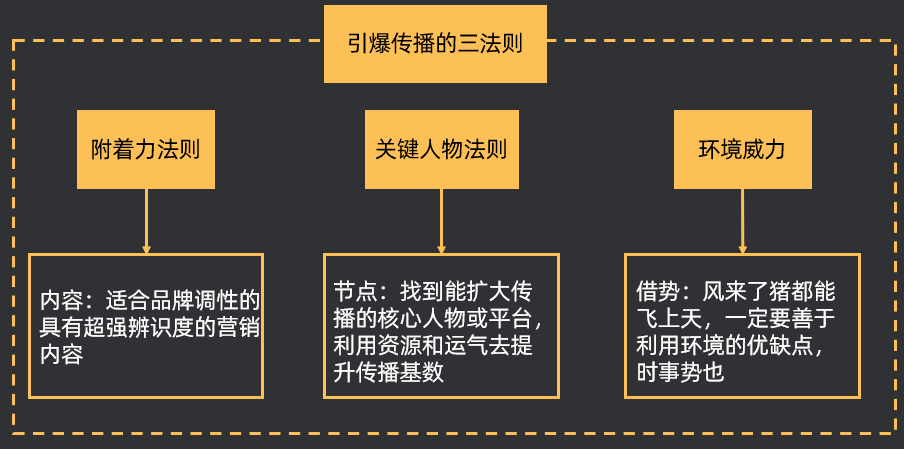 引爆传播的三法则
附着力法则
关键人物法则
环境威力
内容：适合品牌调性的
具有超强辨识度的营销
内容
节点：找到能扩大传
播的核心人物或平台，
利用资源和运气去提
升传播基数
借势：风来了猪都能
飞上天，一定要善于
利用环境的优缺点，
时事势也